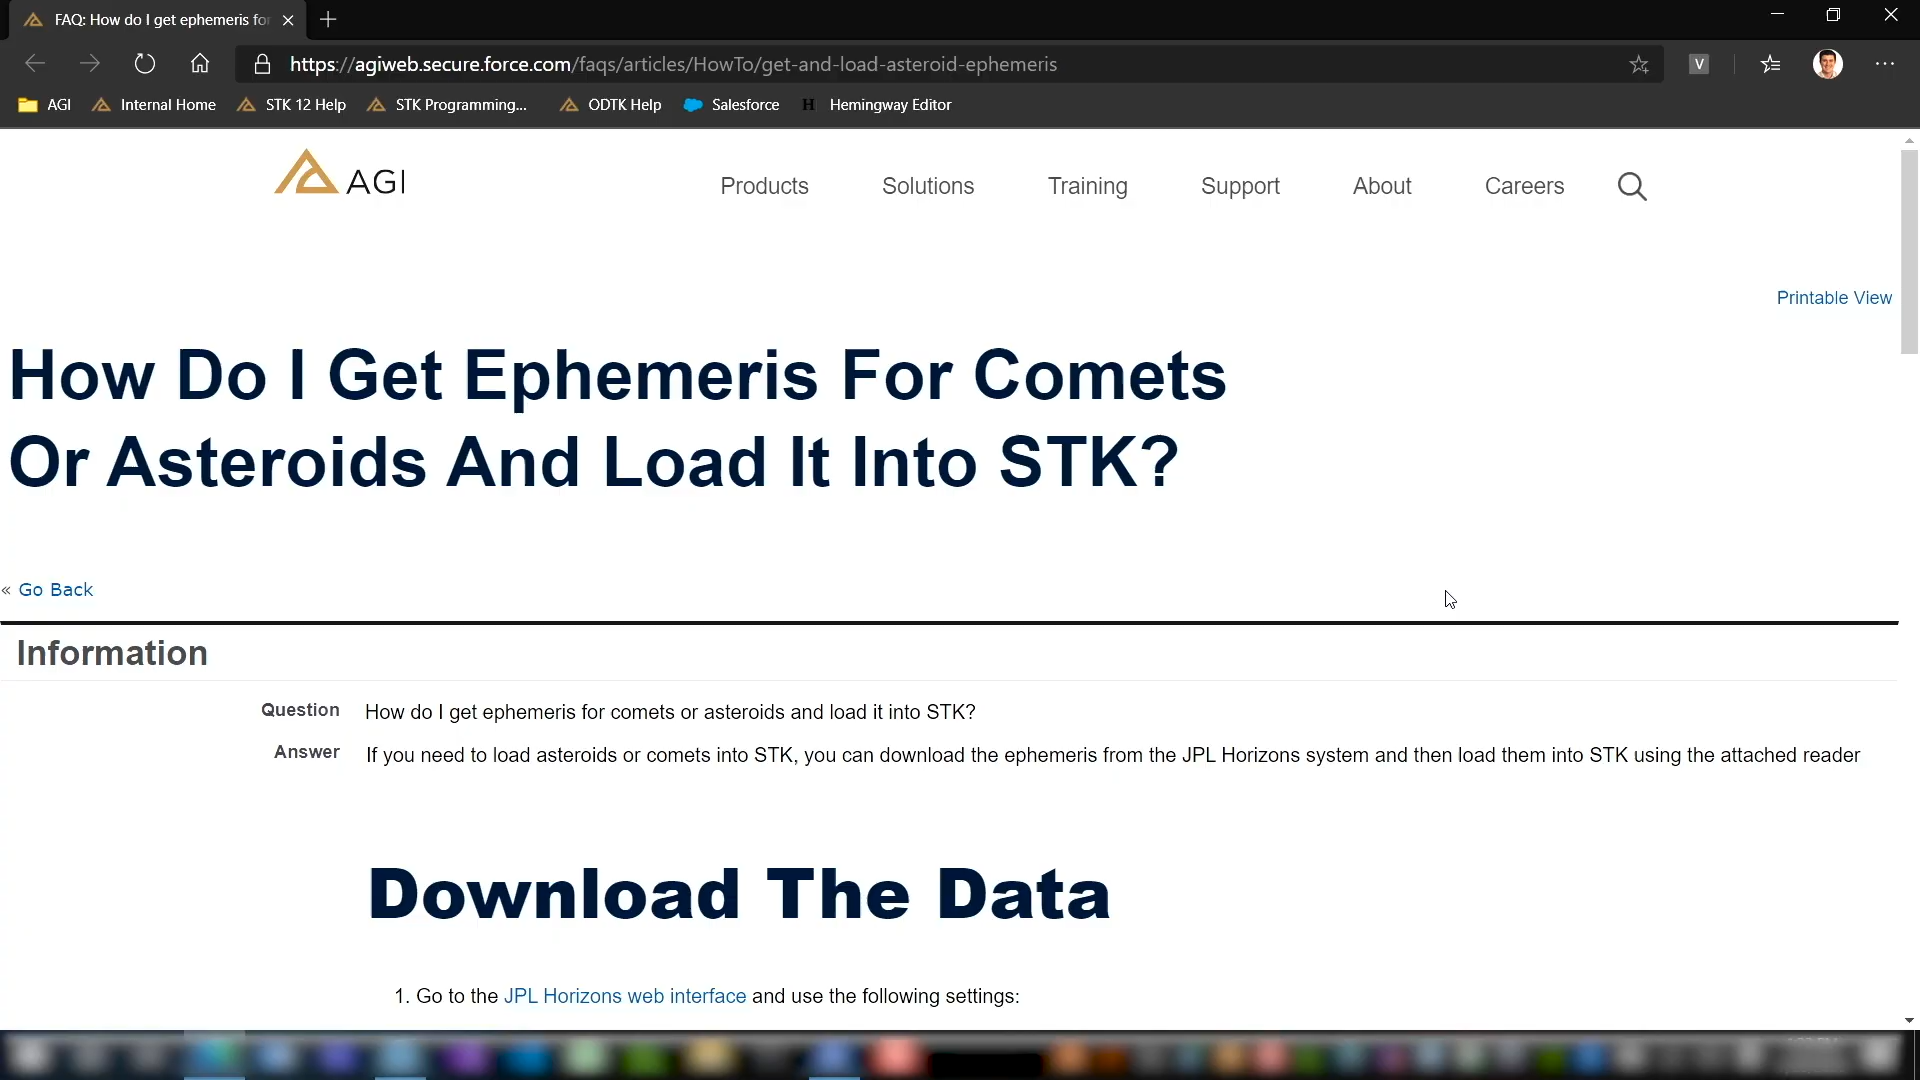 FAQ: How do I get ephemeris for
https://agiweb.secure.force.com/faqs/articles/HowTo/get-and-load-asteroid-ephemeris
V
AGI
Internal Home
STK 12 Help
STK Programming...
ODTK Help
Salesforce
H
Hemingway Editor
AGI
Products
Solutions
Training
Support
About
Careers
Printable View
How Do I Get Ephemeris For Comets
Or Asteroids And Load It Into STK?
« Go Back
Information
Question
How do I get ephemeris for comets or asteroids and load it into STK?
Answer
If you need to load asteroids or comets into STK, you can download the ephemeris from the JPL Horizons system and then load them into STK using the attached reader
Download The Data
1. Go to the JPL Horizons web interface and use the following settings: